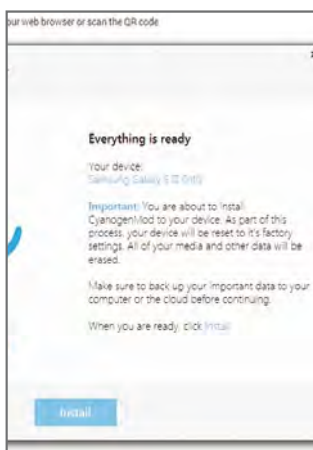 our web browser or scan the QR code
Everything is ready
Your device:
Samsung Galaxy S III (Intl)
Important: You are about to install
CyanogenMod to your device. As part of this
process, your device will be reset to it's factory
settings. All of your media and other data will be
erased.
Make sure to back up your important data to your
computer or the cloud before continuing.
When you are ready, click Install.
Install